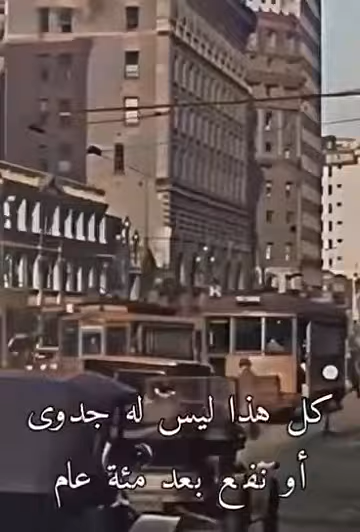 كل هذا ليس له جدوى
أو نفع بعد مئة عام